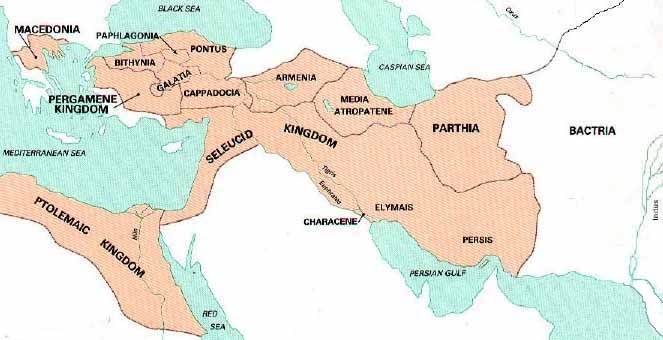 BLACK SEA
Oxus
MACEDONIA
PAPHLAGONIA
PONTUS
BITHYNIA
CASPIAN SEA
GALATIA
ARMENIA
PERGAMENE
KINGDOM
CAPPADOCIA
MEDIA
ATROPATENE
PARTHIA
BACTRIA
SELEUCID KINGDOM
MEDITERRANEAN SEA
Tigris
Euphrates
PTOLEMAIC KINGDOM
ELYMAIS
Indus
CHARACENE
Nile
PERSIS
PERSIAN GULF
RED
SEA